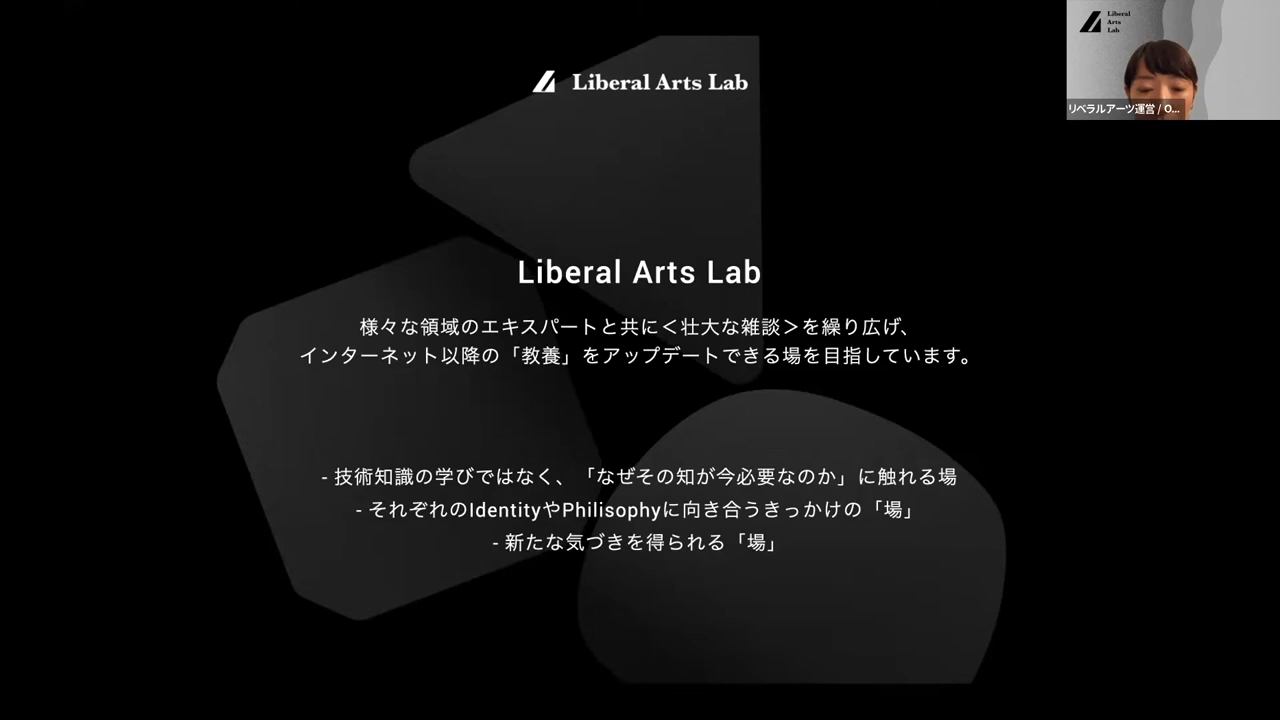 Liberal Arts Lab
Liberal
Arts
Lab
リベラルアーツ運営 / O...
Liberal Arts Lab
様々な領域のエキスパートと共に＜壮大な雑談＞を繰り広げ、
インターネット以降の「教養」をアップデートできる場を目指しています。
- 技術知識の学びではなく、「なぜその知が今必要なのか」に触れる場
- それぞれのIdentityやPhilisophyに向き合うきっかけの「場」
- 新たな気づきを得られる「場」